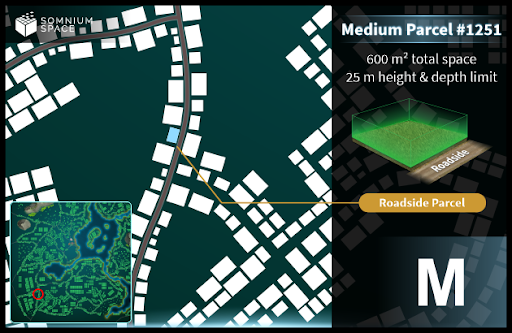 SOMNIUM
SPACE
Medium Parcel #1251
600 m² total space
25 m height & depth limit
Roadside
Roadside Parcel
M